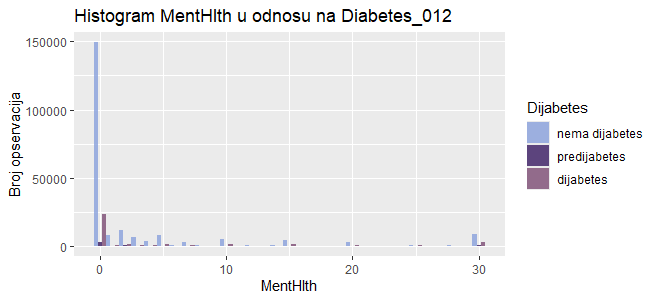 Histogram MentHlth u odnosu na Diabetes_012
150000
100000
50000
0
Broj opservacija
0 10 20 30
MentHlth
Dijabetes
nema dijabetes
predijabetes
dijabetes